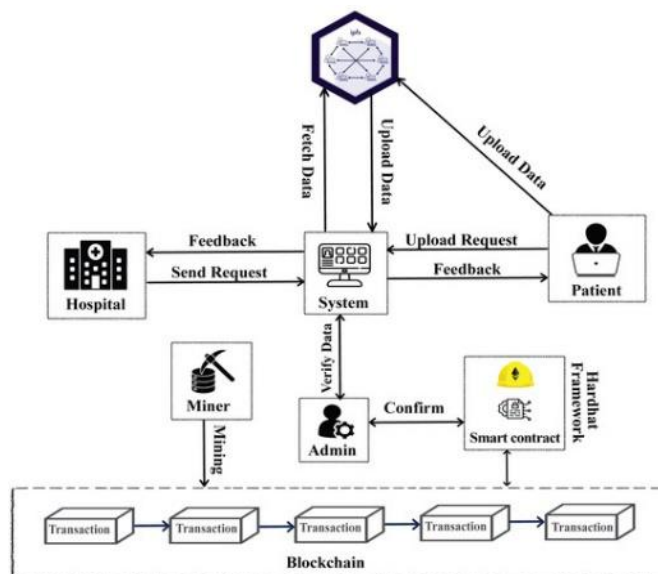 ipfs
Fetch Data
Upload Data
Upload Data
Feedback
Send Request
Hospital
System
Upload Request
Feedback
Patient
Miner
Mining
Verify Data
Admin
Confirm
Smart contract
Hardhat
Framework
Transaction
Transaction
Transaction
Transaction
Transaction
Blockchain